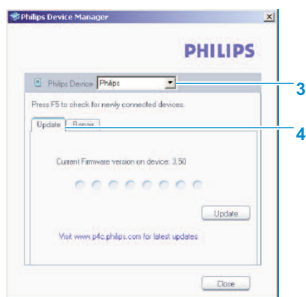 Philips Device Manager
PHILIPS
Philips Device Philips
3
Press F5 to check for newly connected devices.
Update Repair
4
Current Firmware version on device: 3.50
Update
Visit www.p4c.philips.com for latest updates
Close